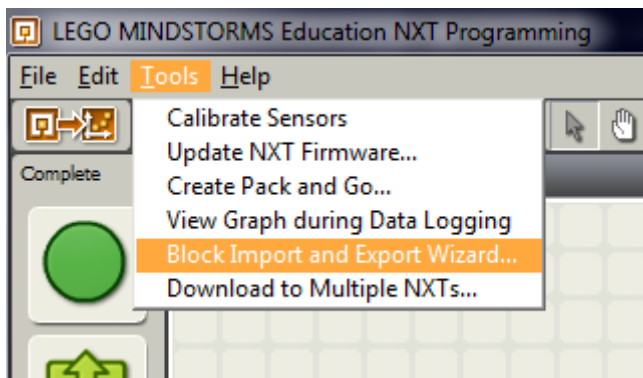 LEGO MINDSTORMS Education NXT Programming
File Edit Tools Help
Calibrate Sensors
Complete
Update NXT Firmware...
Create Pack and Go...
View Graph during Data Logging
Block Import and Export Wizard...
Download to Multiple NXTs...